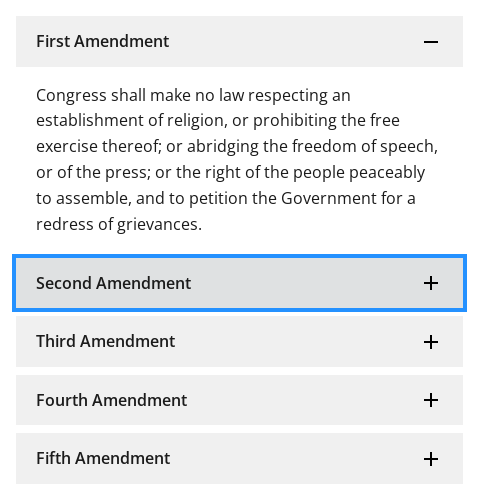 First Amendment
Congress shall make no law respecting an
establishment of religion, or prohibiting the free
exercise thereof; or abridging the freedom of speech,
or of the press; or the right of the people peaceably
to assemble, and to petition the Government for a
redress of grievances.
Second Amendment
Third Amendment
Fourth Amendment
Fifth Amendment